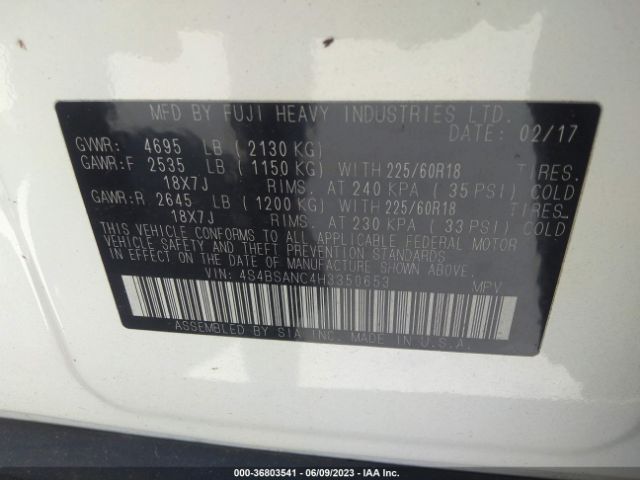 MFD BY FUJI HEAVY INDUSTRIES LTD.
DATE: 02/17
GVWR: 4695 LB (2130 KG)
GAWR:F 2535 LB (1150 KG) WITH 225/60R18 TIRES.
18X7J RIMS. AT 240 KPA (35 PSI) COLD
GAWR:R 2645 LB (1200 KG) WITH 225/60R18 TIRES.
18X7J RIMS. AT 230 KPA (33 PSI) COLD
THIS VEHICLE CONFORMS TO ALL APPLICABLE FEDERAL MOTOR
VEHICLE SAFETY AND THEFT PREVENTION STANDARDS
IN EFFECT ON THE DATE OF MANUFACTURE SHOWN ABOVE.
VIN: 4S4BSANC4H3350653 MPV
ASSEMBLED BY SIA INC. MADE IN U.S.A.
000-36803541 / 06/09/2023 / IAA Inc.